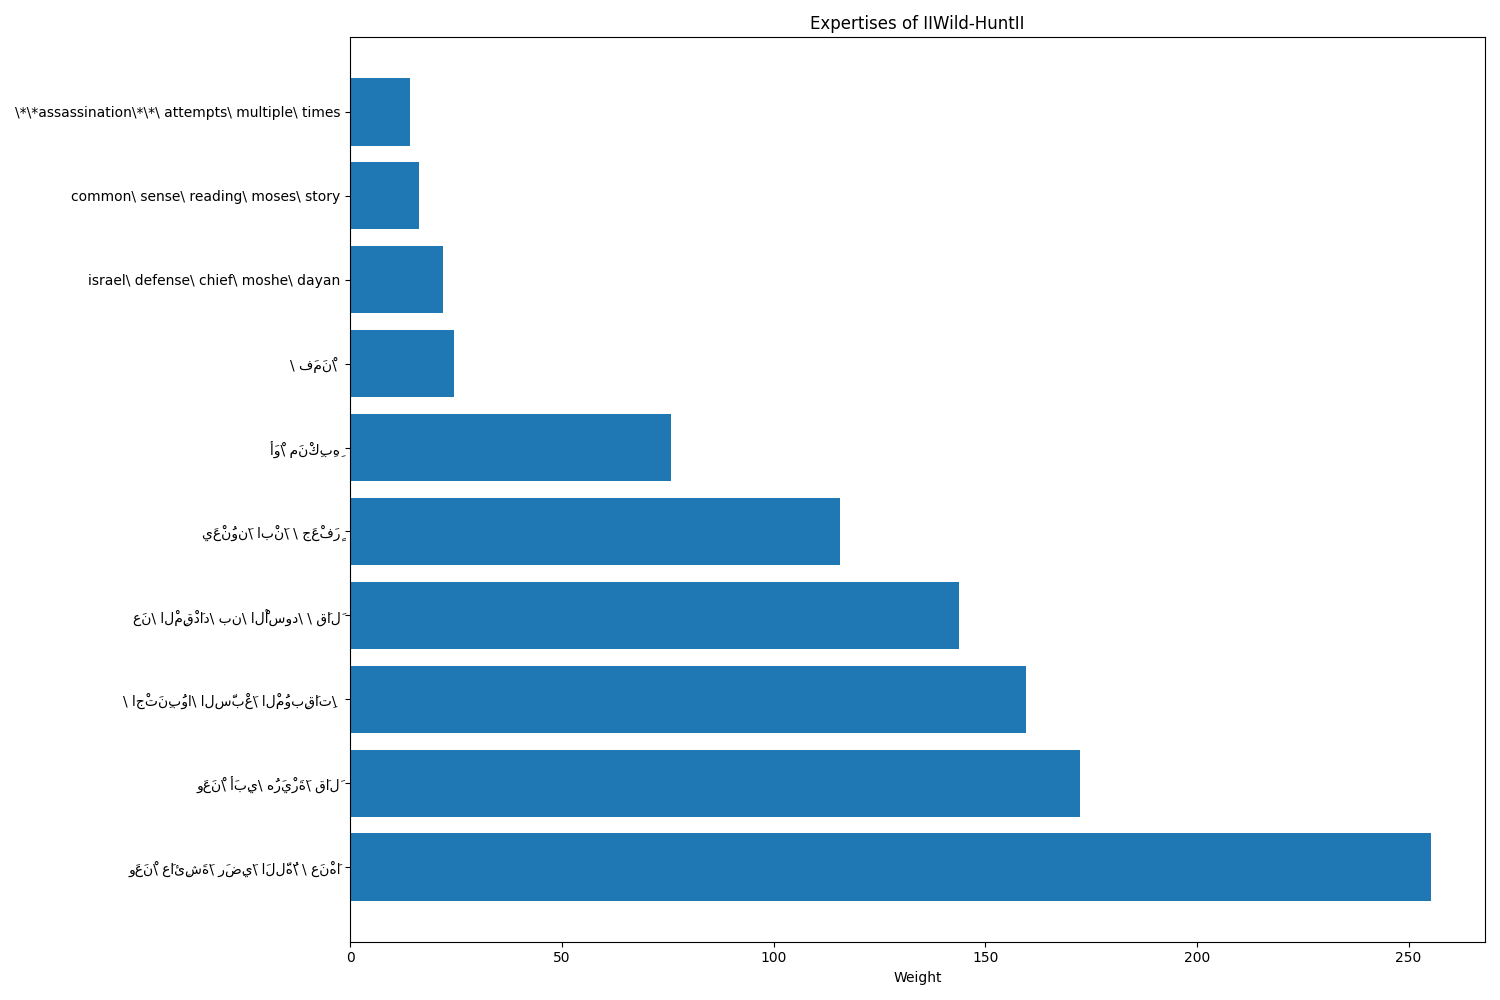 Expertises of IIWild-HuntII
\*\*assassination\*\*\ attempts\ multiple\ times
common\ sense\ reading\ moses\ story
israel\ defense\ chief\ moshe\ dayan
\ فَمَنْ\
أَوْ\ مَنْكِبِهِ
يَعْنُونَ\ ابْنَ\ \ جَعْفَرٍ
عَن\ الْمِقْدَاد\ بن\ الْأسود\ \ قَالَ
\ اجْتَنِبُوا\ السَّبْعَ\ الْمُوبِقَاتِ\
وَعَنْ\ أَبِي\ هُرَيْرَةَ\ قَالَ
وَعَنْ\ عَائِشَةَ\ رَضِيَ\ اللَّهُ\ \ عَنْهَا
0 50 100 150 200 250
Weight